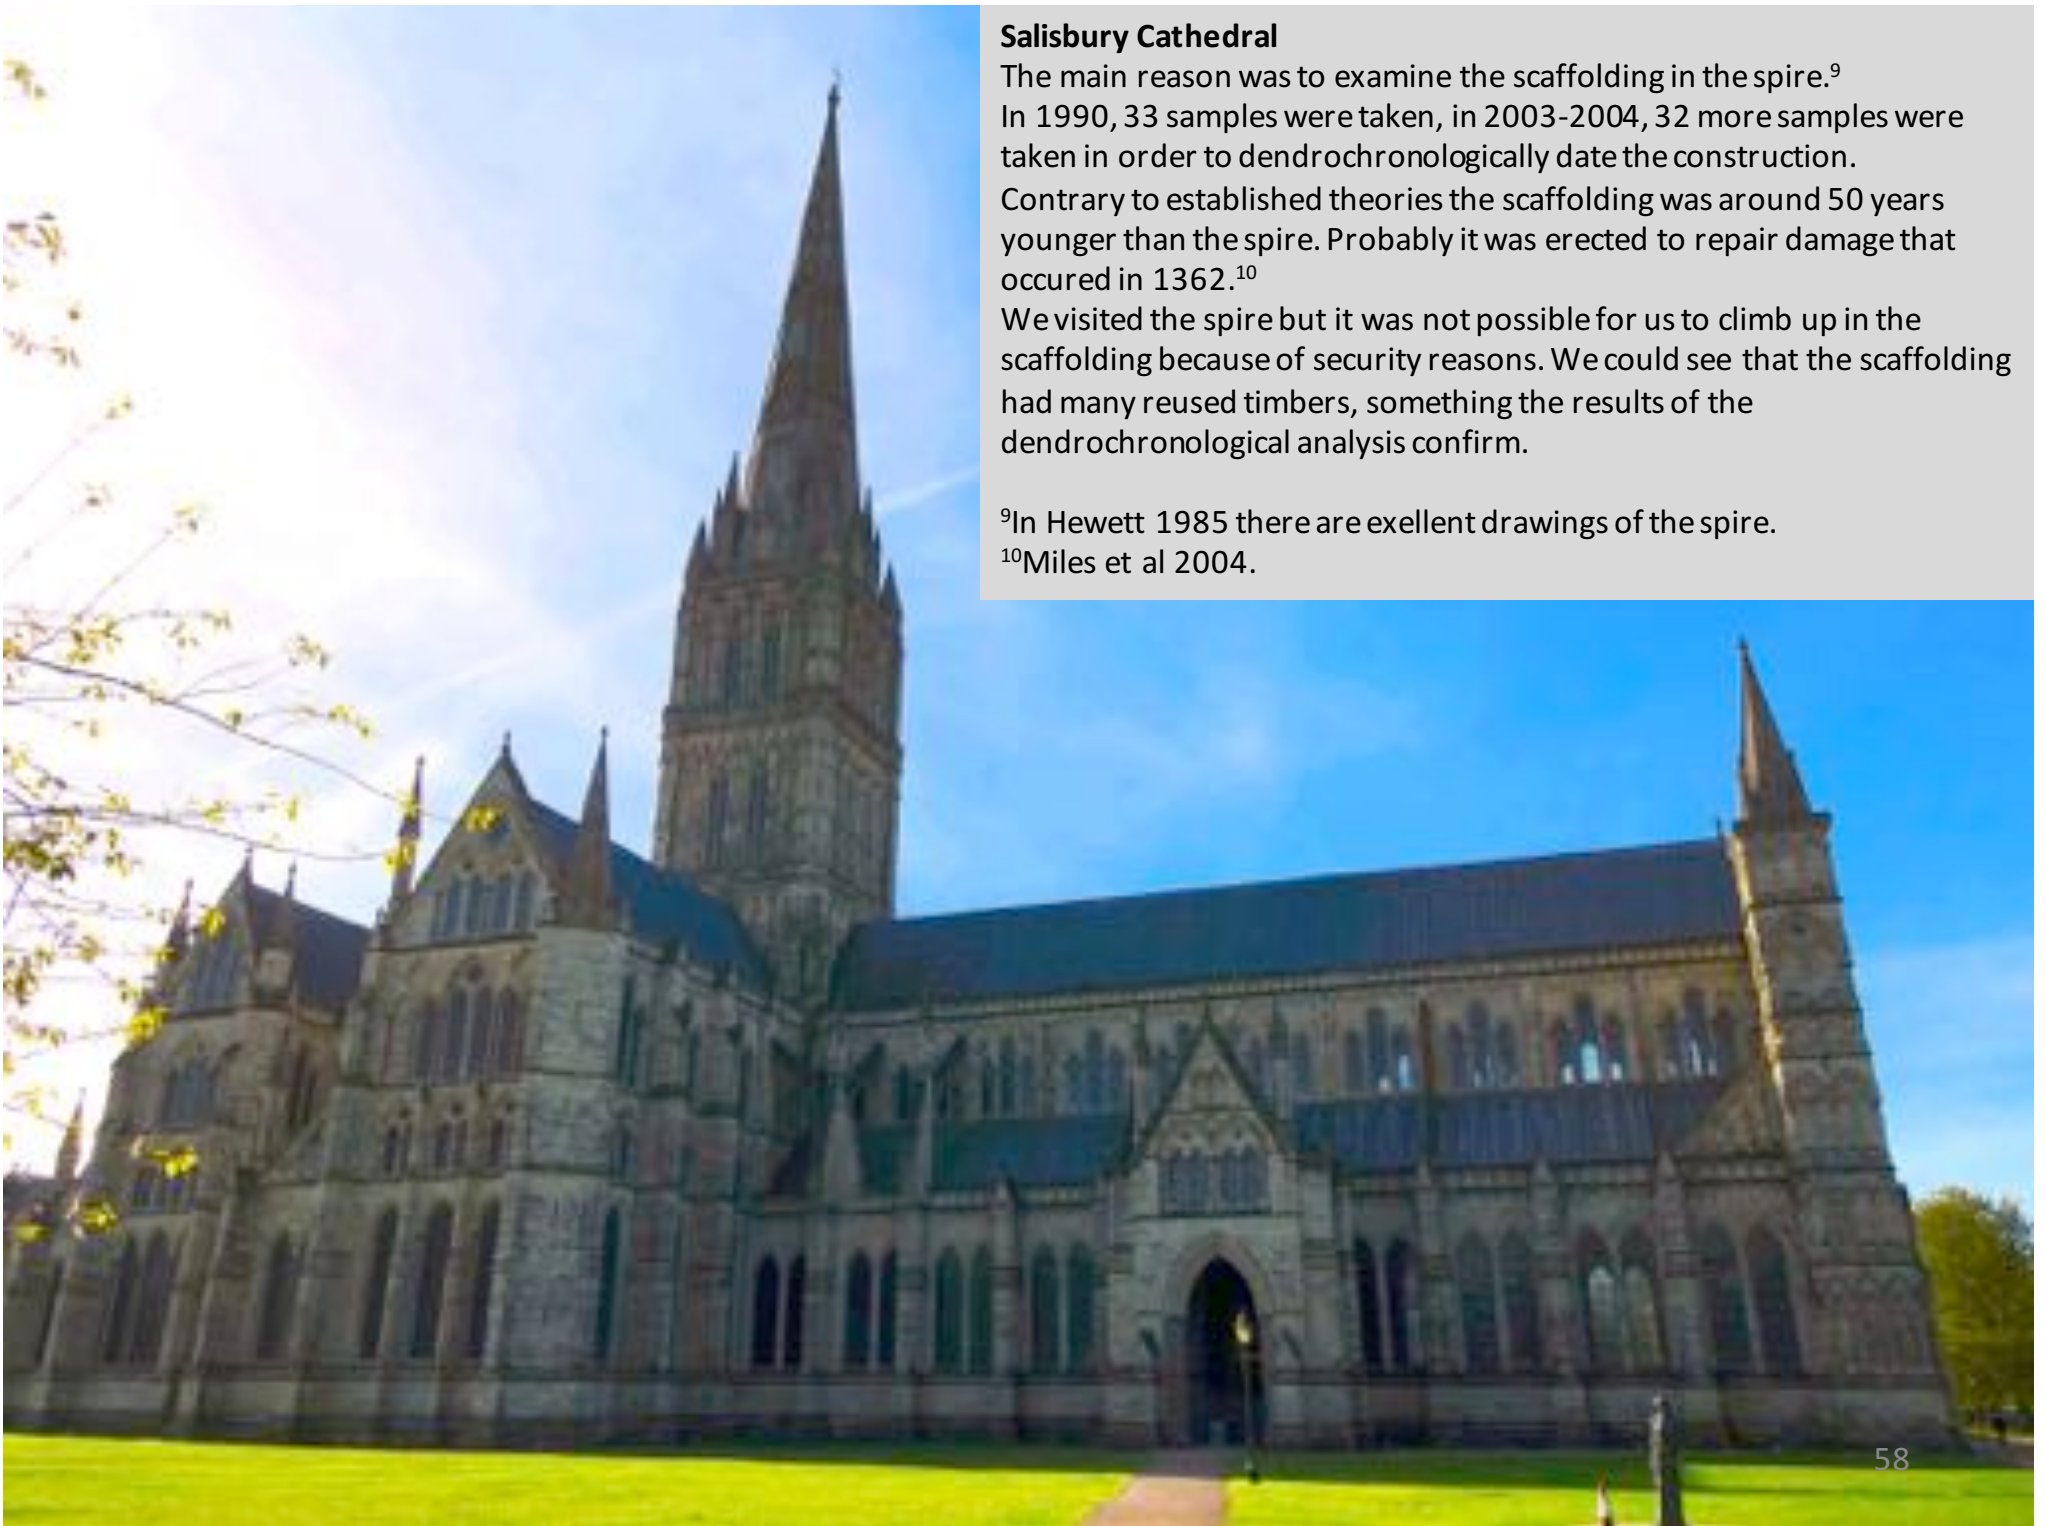 Salisbury Cathedral
The main reason was to examine the scaffolding in the spire.⁹
In 1990, 33 samples were taken, in 2003-2004, 32 more samples were
taken in order to dendrochronologically date the construction.
Contrary to established theories the scaffolding was around 50 years
younger than the spire. Probably it was erected to repair damage that
occured in 1362.¹⁰
We visited the spire but it was not possible for us to climb up in the
scaffolding because of security reasons. We could see that the scaffolding
had many reused timbers, something the results of the
dendrochronological analysis confirm.
⁹In Hewett 1985 there are exellent drawings of the spire.
¹⁰Miles et al 2004.
58